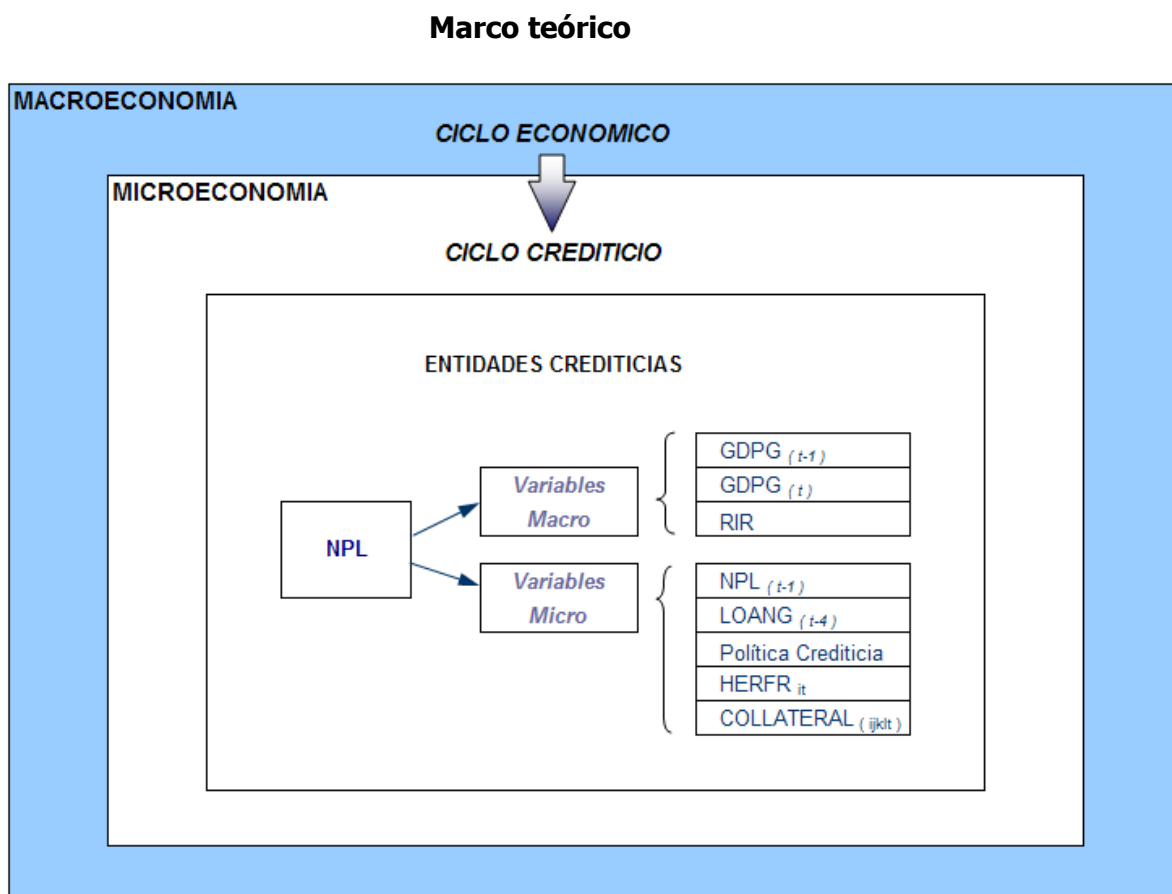 Marco teórico
MACROECONOMIA
CICLO ECONOMICO
MICROECONOMIA
CICLO CREDITICIO
ENTIDADES CREDITICIAS
NPL
Variables
Macro
GDPG (t-1)
GDPG (t)
RIR
Variables
Micro
NPL (t-1)
LOANG (t-4)
Política Crediticia
HERFR it
COLLATERAL (ijklt)